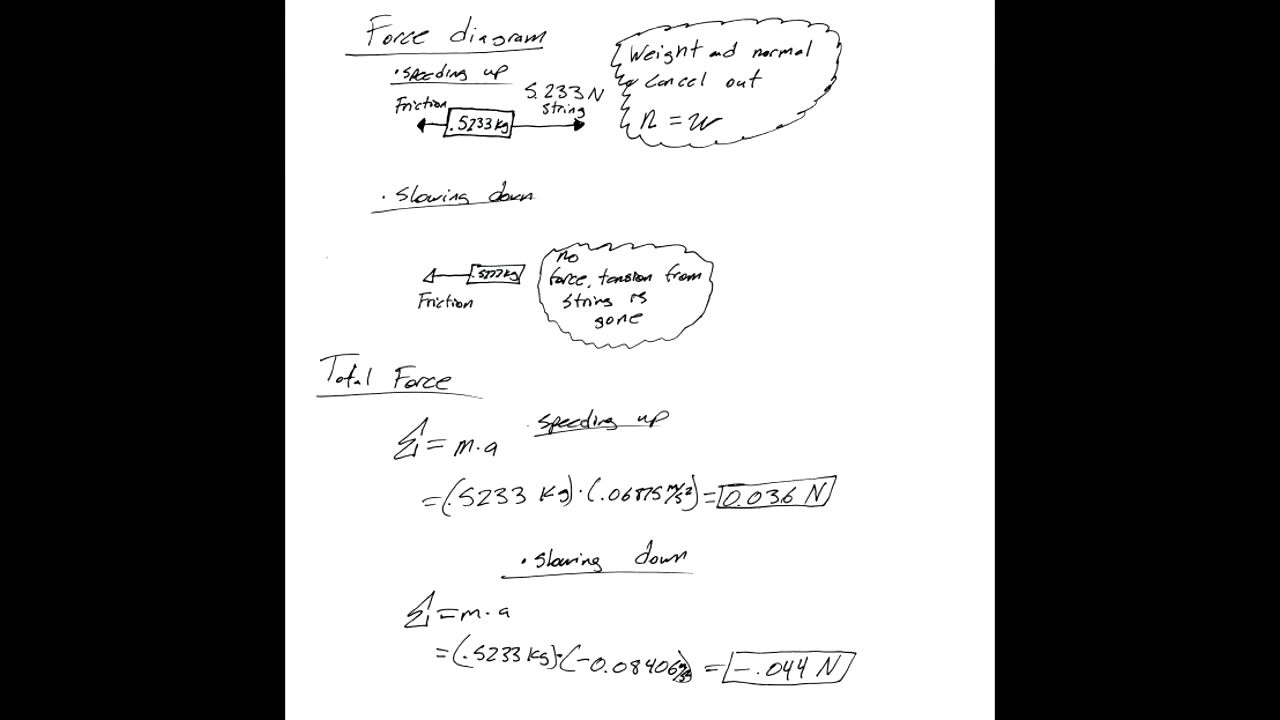 Force diagram
· Speeding up
Friction
5.233 N
String
.5233 kg
Weight and normal
cancel out
n = w
· Slowing down
Friction
no
force, tension from
string is
gone
Total Force
· Speeding up
Σ = m·a
= (.5233 kg)·(.06875 m/s²) = 0.036 N
· Slowing down
Σ = m·a
= (.5233 kg)·(-0.08406 = -.044 N